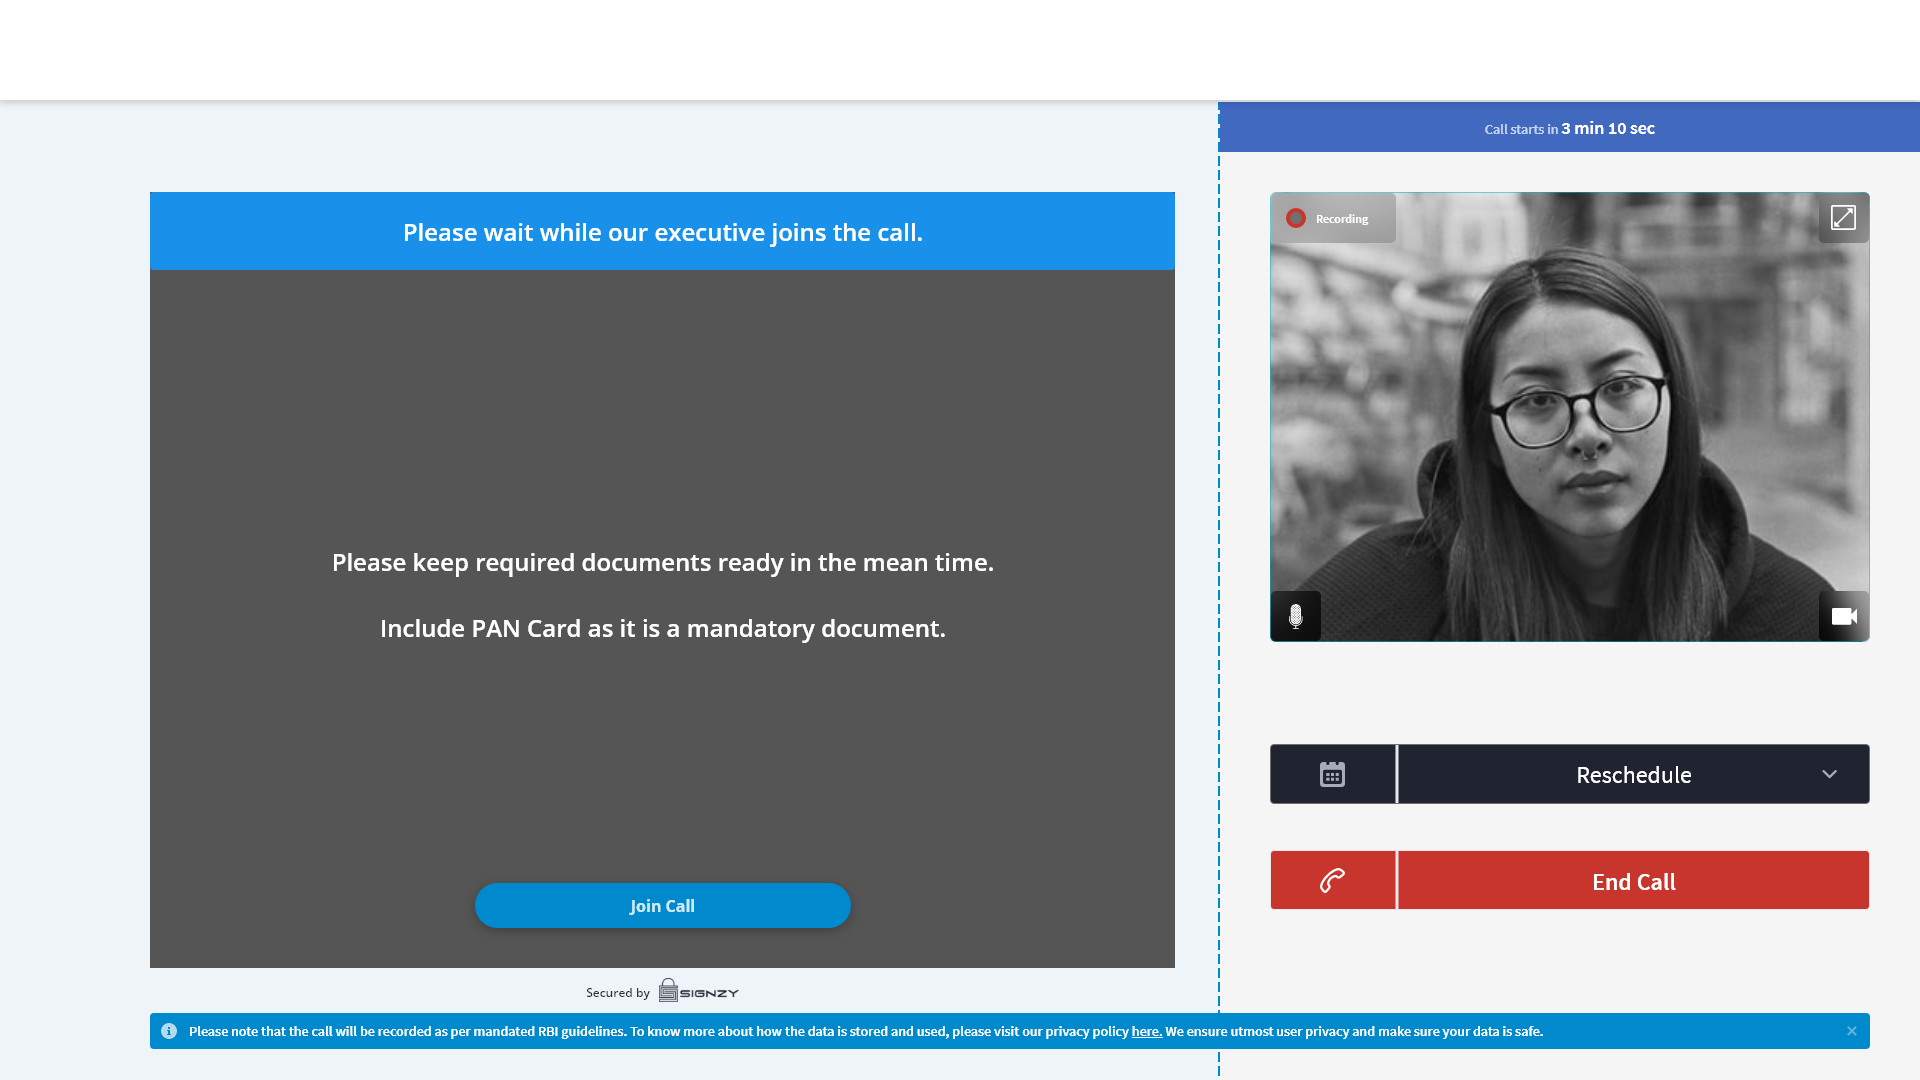 Call starts in 3 min 10 sec
Please wait while our executive joins the call.
Recording
Please keep required documents ready in the mean time.
Include PAN Card as it is a mandatory document.
Reschedule
End Call
Join Call
Secured by SIGNZY
Please note that the call will be recorded as per mandated RBI guidelines. To know more about how the data is stored and used, please visit our privacy policy here. We ensure utmost user privacy and make sure your data is safe.